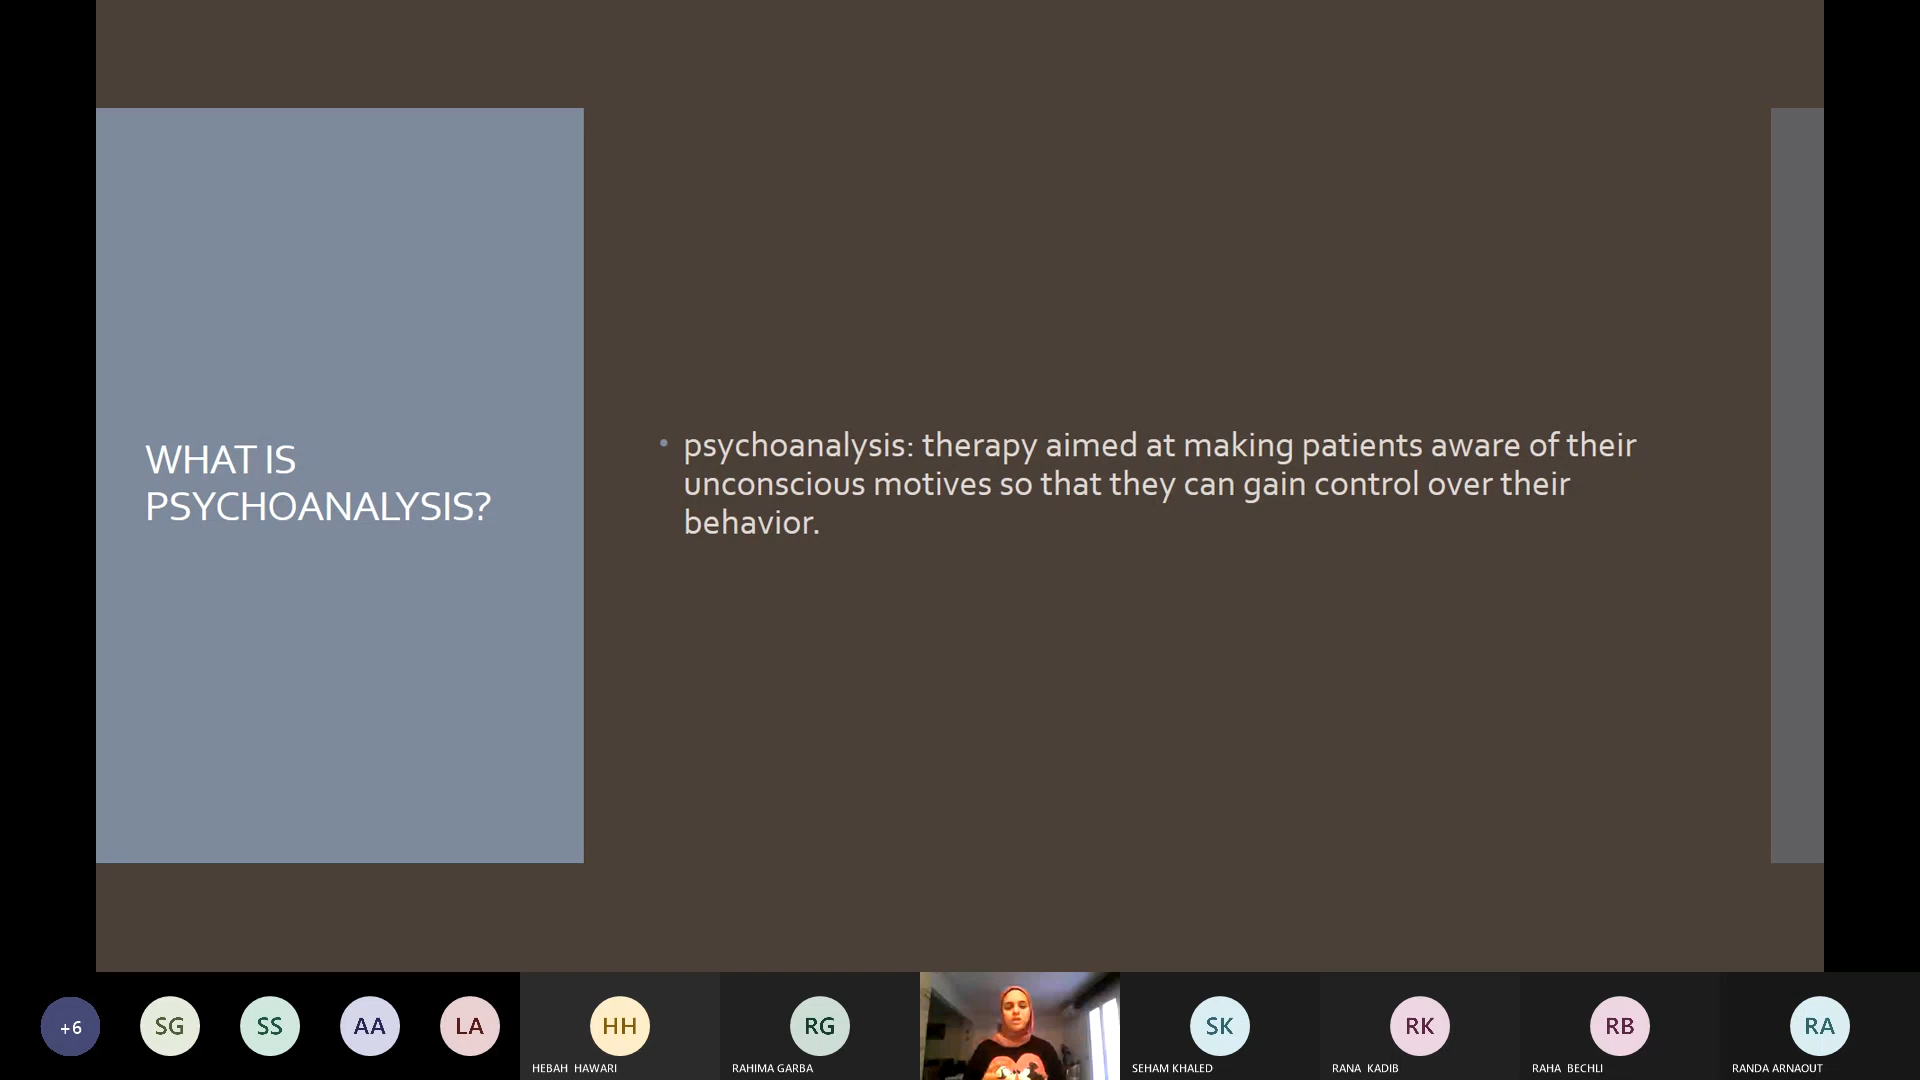 WHAT IS
PSYCHOANALYSIS?
• psychoanalysis: therapy aimed at making patients aware of their
unconscious motives so that they can gain control over their
behavior.
+6
SG
SS
AA
LA
HH
RG
SK
RK
RB
RA
HEBAH HAWARI
RAHIMA GARBA
SEHAM KHALED
RANA KADIB
RAHA BECHLI
RANDA ARNAOUT